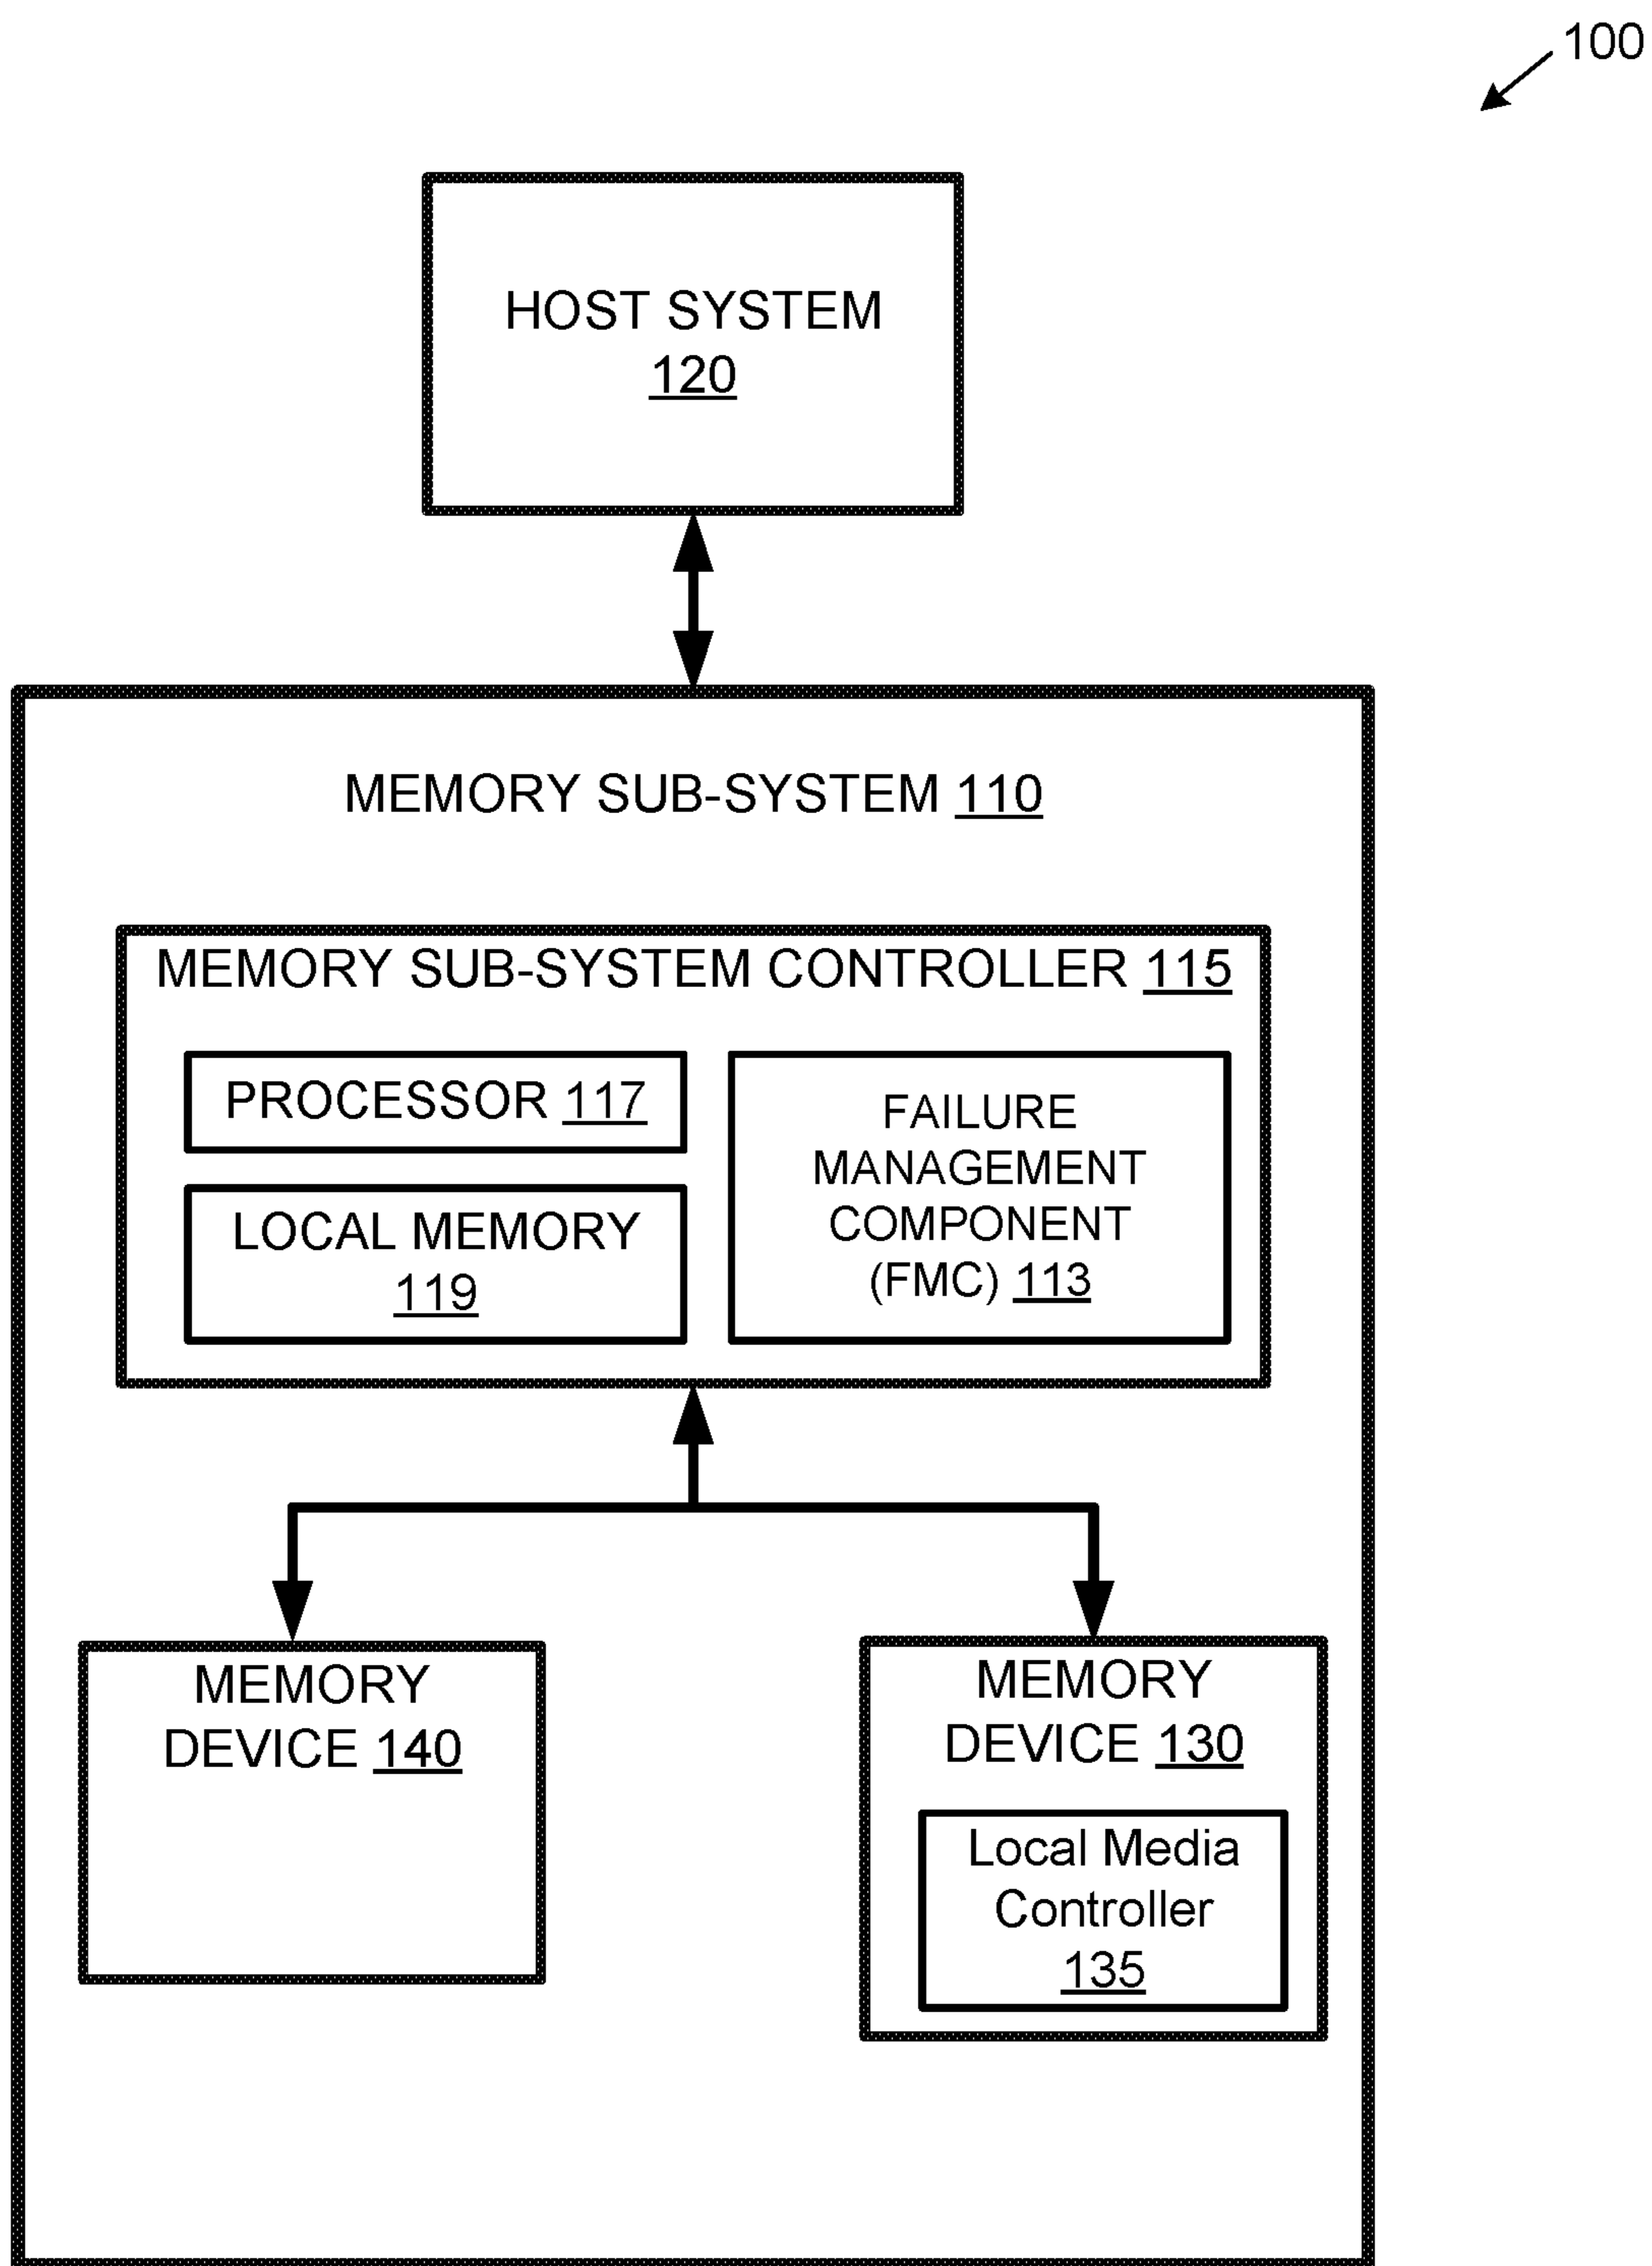 100
HOST SYSTEM
120
MEMORY SUB-SYSTEM 110
MEMORY SUB-SYSTEM CONTROLLER 115
PROCESSOR 117
LOCAL MEMORY
119
FAILURE
MANAGEMENT
COMPONENT
(FMC) 113
MEMORY
DEVICE 140
MEMORY
DEVICE 130
Local Media
Controller
135